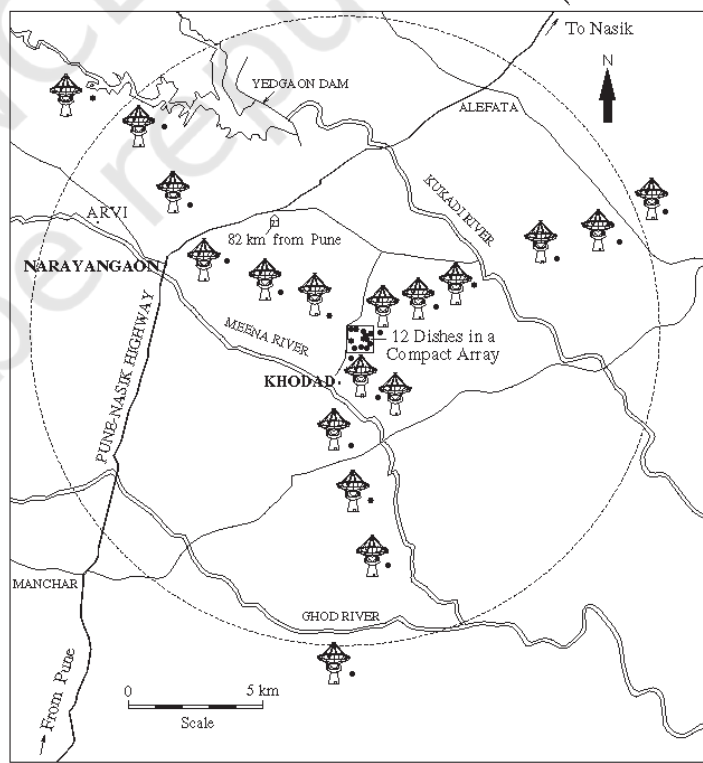 To Nasik
N
YEDGAON DAM
ALEFATA
KUKADI RIVER
ARVI
82 km from Pune
NARAYANGAON
MEENA RIVER
12 Dishes in a
Compact Array
KHODAD
PUNE-NASIK HIGHWAY
MANCHAR
GHOD RIVER
From Pune
0 5 km
Scale